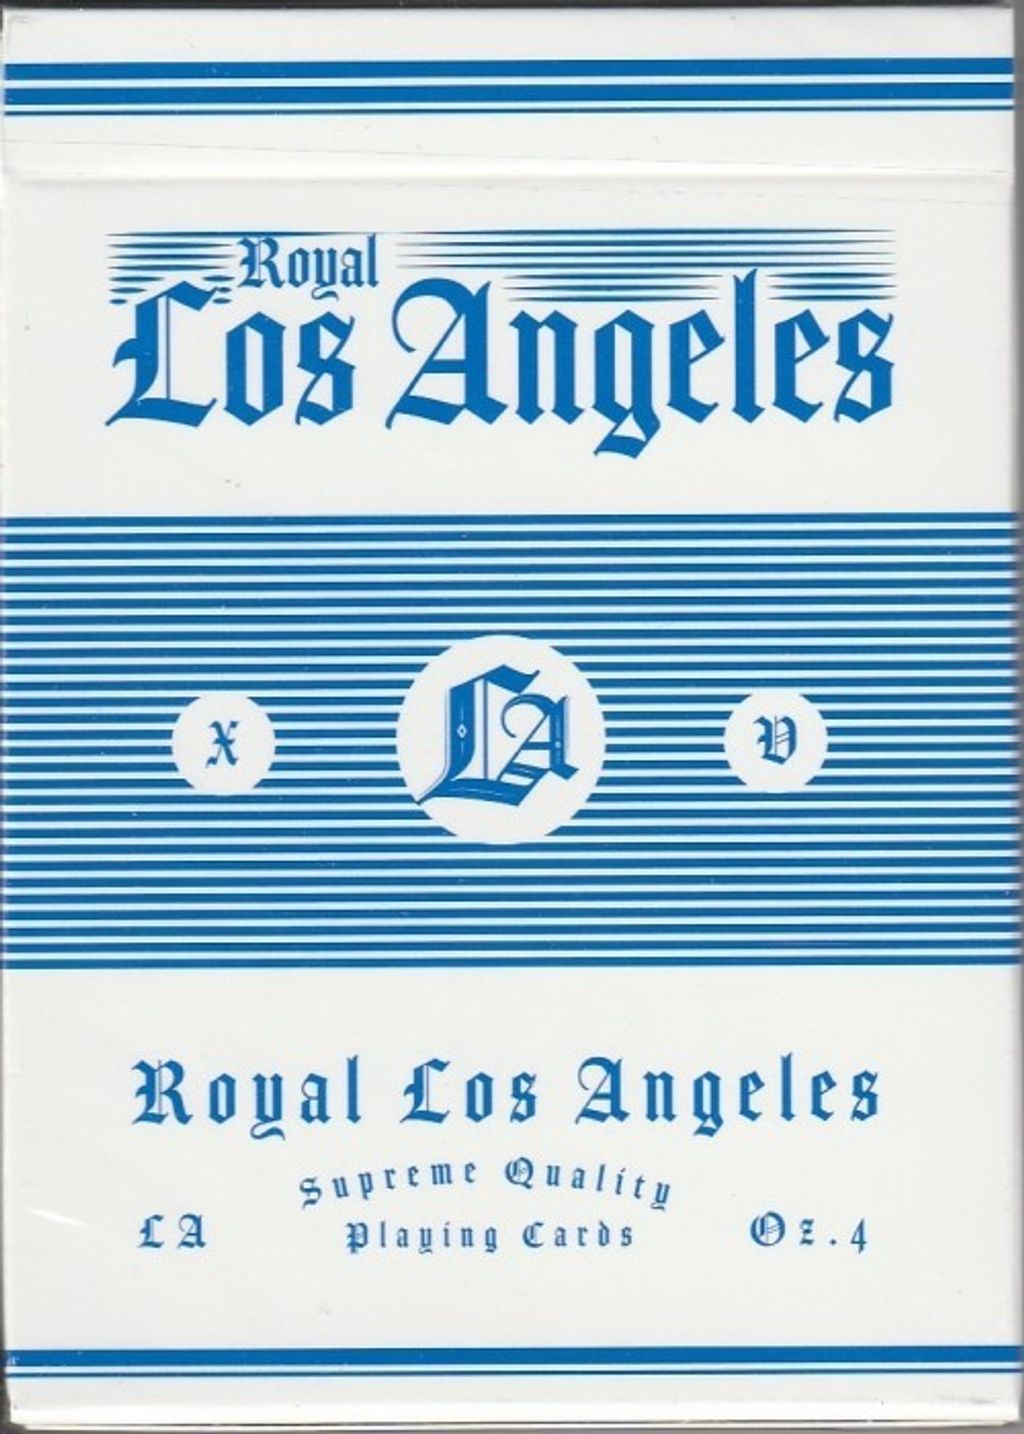 Royal
Los Angeles
X LA V
Royal Los Angeles
Supreme Quality
LA Playing Cards Oz.4